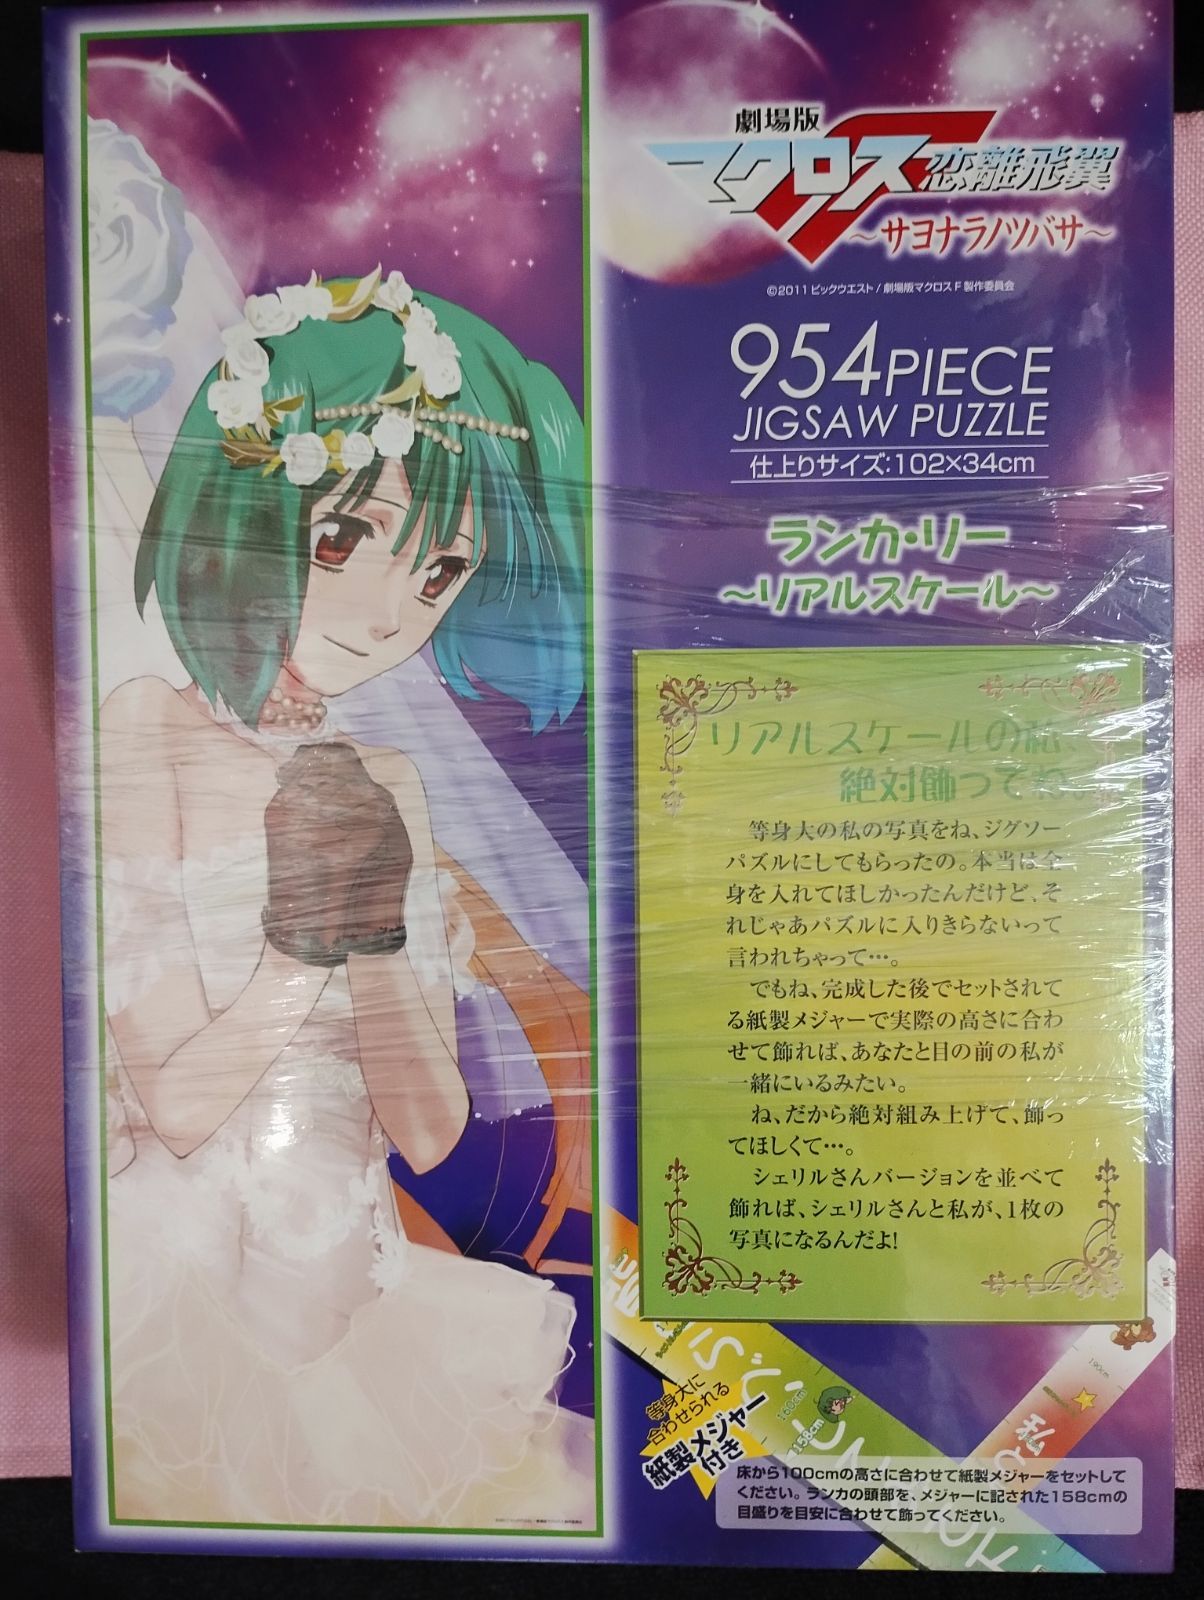 劇場版
マクロスF
恋離飛翼
〜サヨナラノツバサ〜
©2011 ビックウエスト / 劇場版マクロスF製作委員会
954PIECE
JIGSAW PUZZLE
仕上りサイズ:102×34cm
ランカ・リー
〜リアルスケール〜
リアルスケールの私、
絶対飾ってね。
等身大の私の写真をね、ジグソー
パズルにしてもらったの。本当は全
身を入れてほしかったんだけど、そ
れじゃあパズルに入りきらないって
言われちゃって…。
でもね、完成した後でセットされて
る紙製メジャーで実際の高さに合わ
せて飾れば、あなたと目の前の私が
一緒にいるみたい。
ね、だから絶対組み上げて、飾っ
てほしくて…。
シェリルさんバージョンを並べて
飾れば、シェリルさんと私が、1枚の
写真になるんだよ!
等身大に
合わせられる
紙製メジャー
付き
160cm
158cm
190cm
床から100cmの高さに合わせて紙製メジャーをセットして
ください。ランカの頭部を、メジャーに記された158cmの
目盛りを目安に合わせて飾ってください。